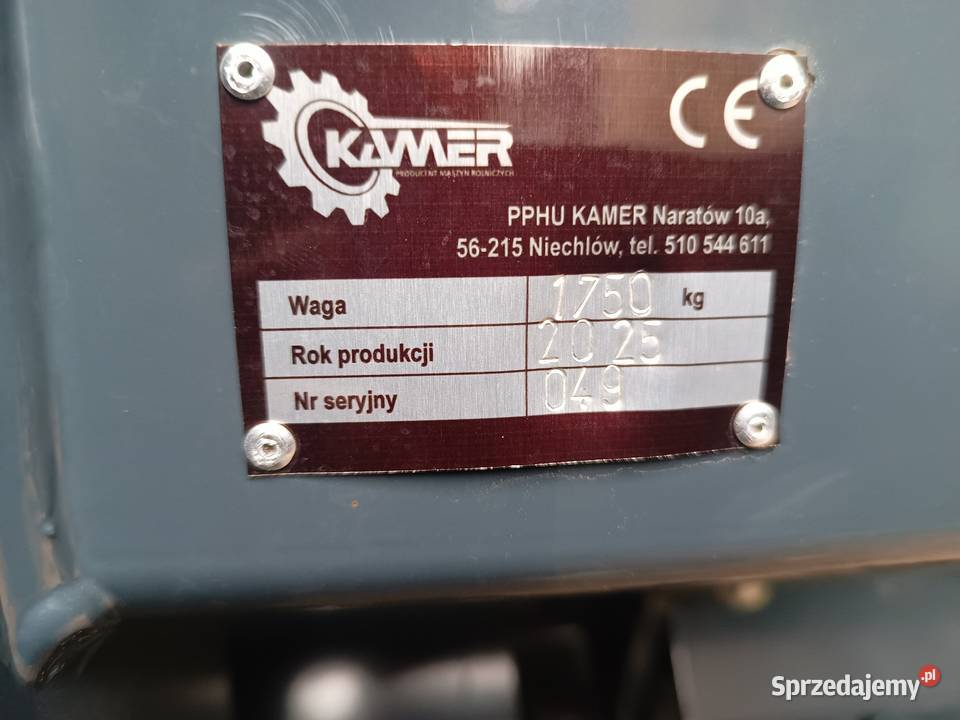 KAMER
PRODUCENT MASZYN ROLNICZYCH
CE
PPHU KAMER Naratów 10a,
56-215 Niechlów, tel. 510 544 611
Waga 1750 kg
Rok produkcji 2025
Nr seryjny 049
Sprzedajemy.pl